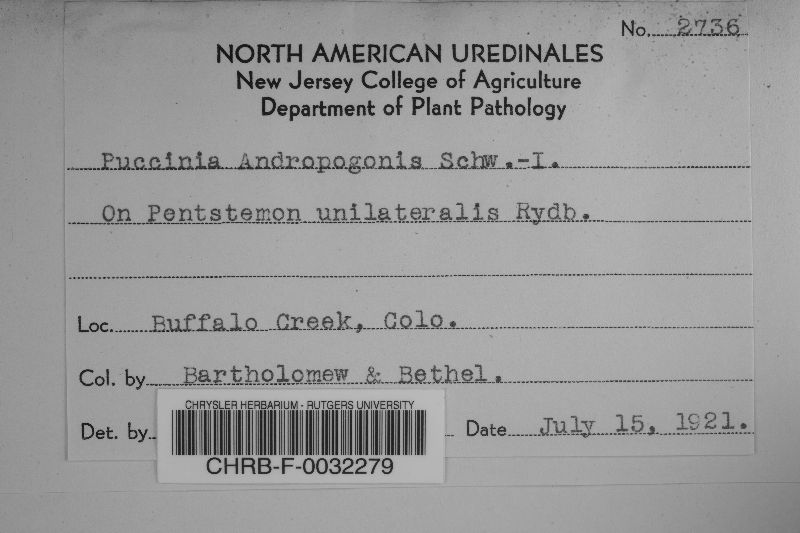 No. 2736
NORTH AMERICAN UREDINALES
New Jersey College of Agriculture
Department of Plant Pathology
Puccinia Andropogonis Schw.-I.
On Pentstemon unilateralis Rydb.
Loc. Buffalo Creek, Colo.
Col. by Bartholomew & Bethel.
Det. by Date July 15, 1921.
CHRYSLER HERBARIUM - RUTGERS UNIVERSITY
CHRB-F-0032279